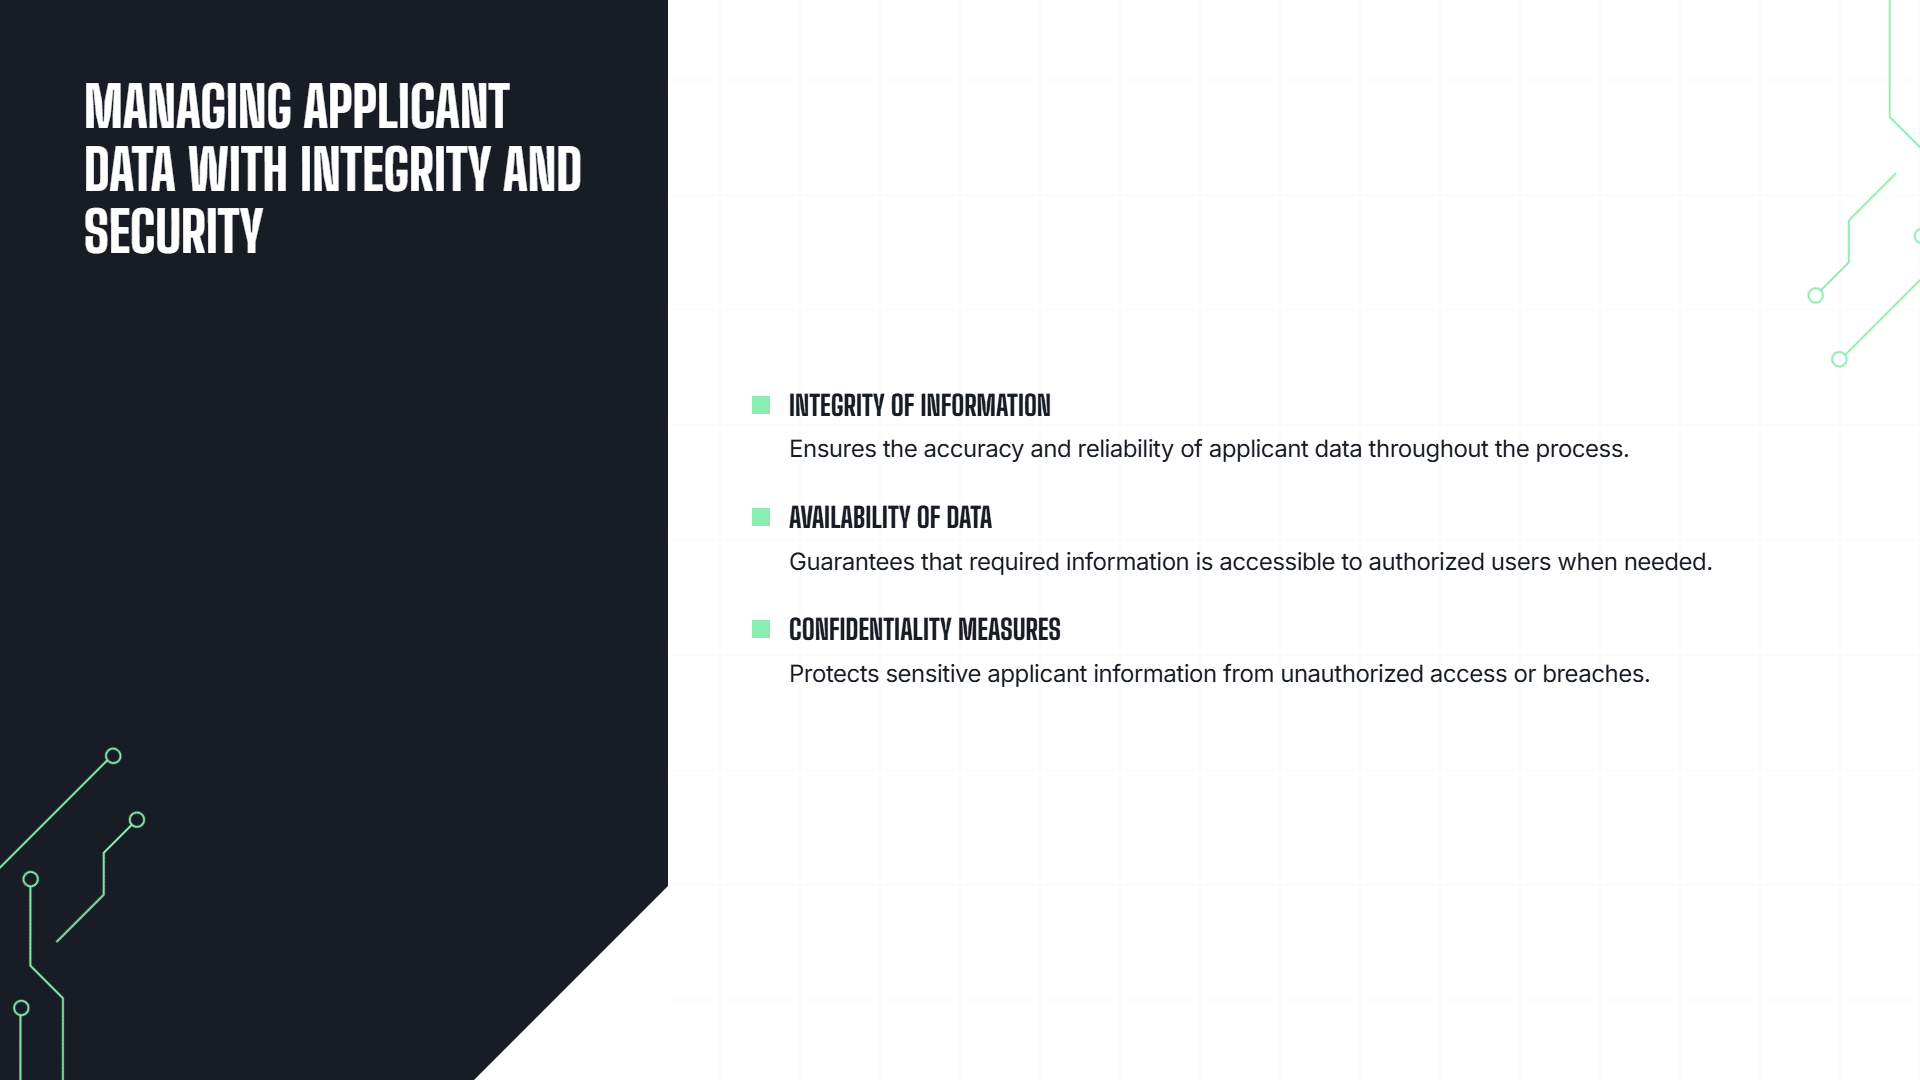 MANAGING APPLICANT
DATA WITH INTEGRITY AND
SECURITY
INTEGRITY OF INFORMATION
Ensures the accuracy and reliability of applicant data throughout the process.
AVAILABILITY OF DATA
Guarantees that required information is accessible to authorized users when needed.
CONFIDENTIALITY MEASURES
Protects sensitive applicant information from unauthorized access or breaches.